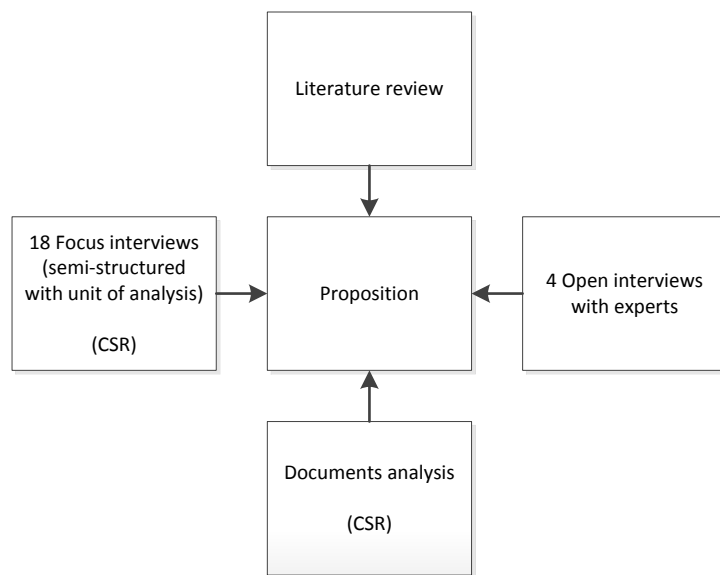 Literature review
18 Focus interviews
(semi-structured
with unit of analysis)
(CSR)
Proposition
4 Open interviews
with experts
Documents analysis
(CSR)